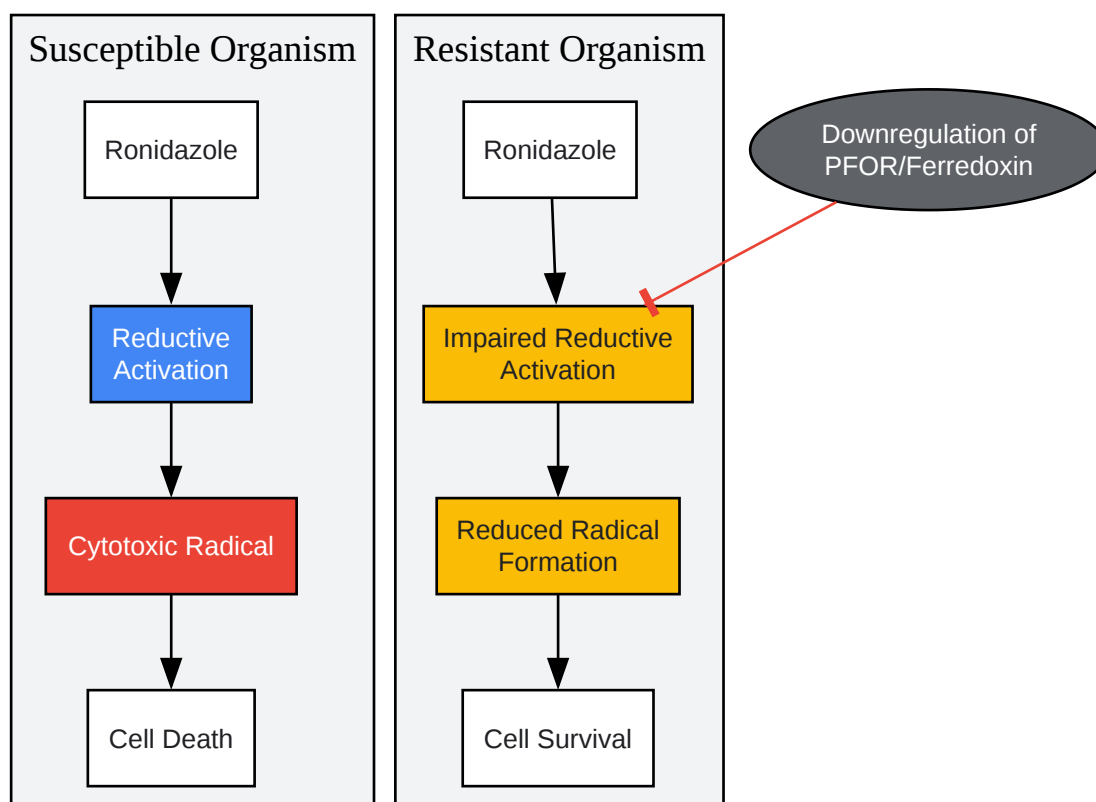 Susceptible Organism
Ronidazole
Reductive
Activation
Cytotoxic Radical
Cell Death
Resistant Organism
Ronidazole
Impaired Reductive
Activation
Reduced Radical
Formation
Cell Survival
Downregulation of
PFOR/Ferredoxin